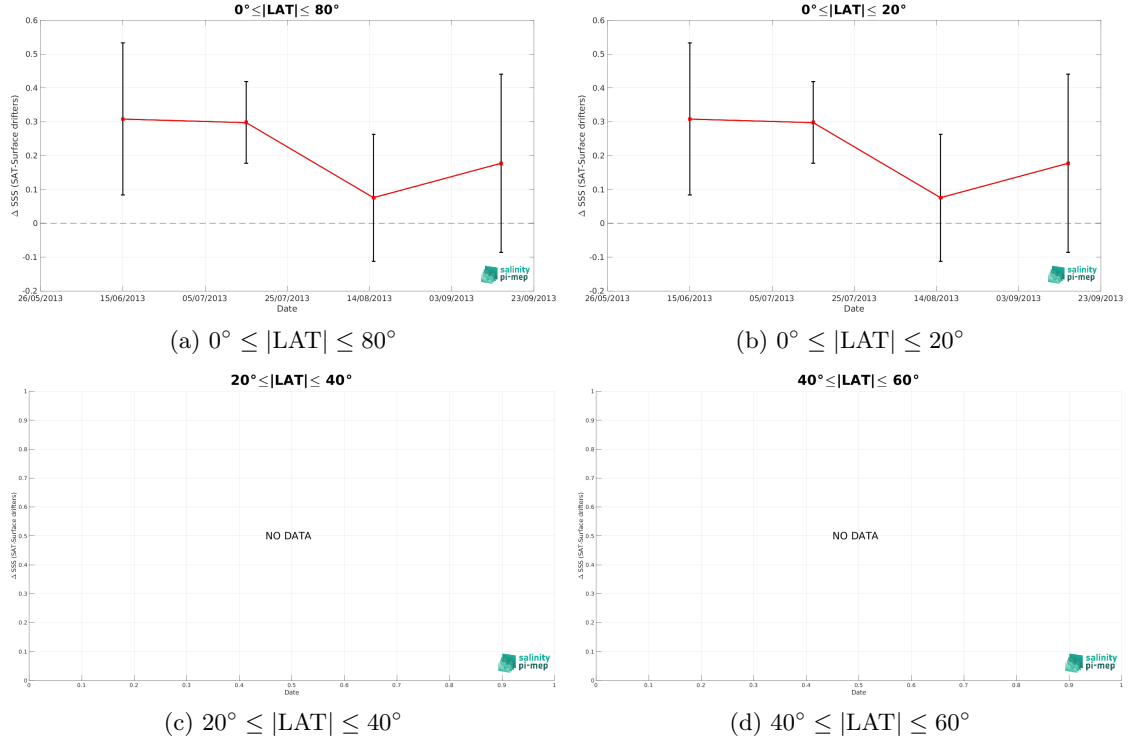 0°≤|LAT|≤ 80°
0.6
0.5
0.4
0.3
0.2
0.1
0
-0.1
-0.2
Δ SSS (SAT-Surface drifters)
26/05/2013 15/06/2013 05/07/2013 25/07/2013 14/08/2013 03/09/2013 23/09/2013
Date
salinity
pi-mep
(a) 0° ≤ |LAT| ≤ 80°
0°≤|LAT|≤ 20°
0.6
0.5
0.4
0.3
0.2
0.1
0
-0.1
-0.2
Δ SSS (SAT-Surface drifters)
26/05/2013 15/06/2013 05/07/2013 25/07/2013 14/08/2013 03/09/2013 23/09/2013
Date
salinity
pi-mep
(b) 0° ≤ |LAT| ≤ 20°
20°≤|LAT|≤ 40°
1
0.9
0.8
0.7
0.6
0.5
0.4
0.3
0.2
0.1
0
Δ SSS (SAT-Surface drifters)
NO DATA
0 0.1 0.2 0.3 0.4 0.5 0.6 0.7 0.8 0.9 1
Date
salinity
pi-mep
(c) 20° ≤ |LAT| ≤ 40°
40°≤|LAT|≤ 60°
1
0.9
0.8
0.7
0.6
0.5
0.4
0.3
0.2
0.1
0
Δ SSS (SAT-Surface drifters)
NO DATA
0 0.1 0.2 0.3 0.4 0.5 0.6 0.7 0.8 0.9 1
Date
salinity
pi-mep
(d) 40° ≤ |LAT| ≤ 60°